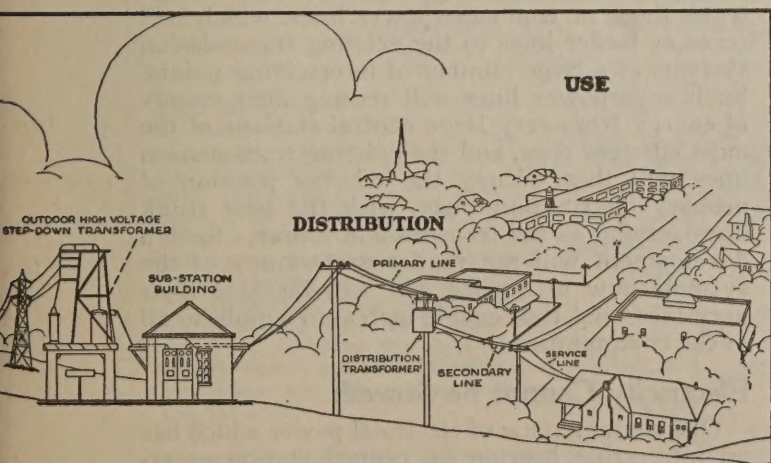 USE
DISTRIBUTION
OUTDOOR HIGH VOLTAGE
STEP-DOWN TRANSFORMER
SUB-STATION
BUILDING
PRIMARY LINE
DISTRIBUTION
TRANSFORMER
SECONDARY
LINE
SERVICE
LINE